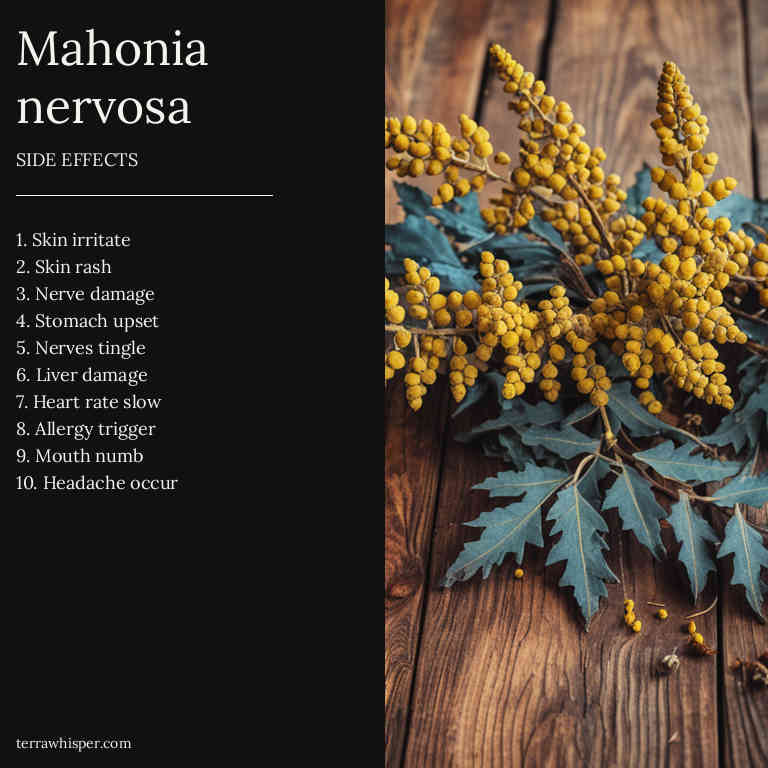 Mahonia
nervosa
SIDE EFFECTS
1. Skin irritate
2. Skin rash
3. Nerve damage
4. Stomach upset
5. Nerves tingle
6. Liver damage
7. Heart rate slow
8. Allergy trigger
9. Mouth numb
10. Headache occur
terrawhisper.com